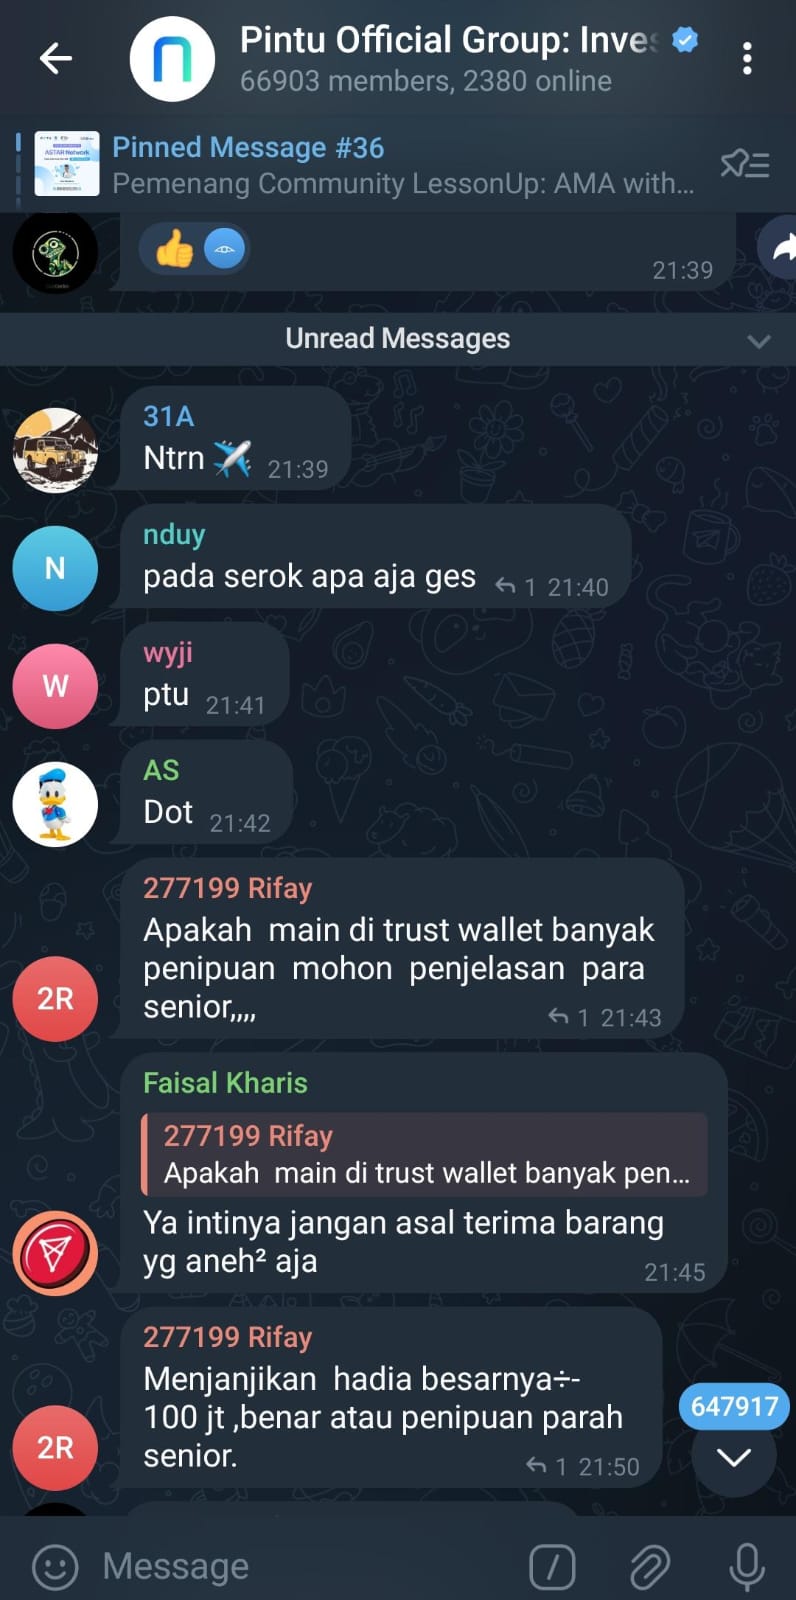 Pintu Official Group: Inves
66903 members, 2380 online
Pinned Message #36
Pemenang Community LessonUp: AMA with...
ASTAR Network
21:39
Unread Messages
31A
Ntrn ✈️ 21:39
nduy
pada serok apa aja ges 1 21:40
N
wyji
ptu 21:41
W
AS
Dot 21:42
277199 Rifay
Apakah main di trust wallet banyak
penipuan mohon penjelasan para
senior,,,, 1 21:43
2R
Faisal Kharis
277199 Rifay
Apakah main di trust wallet banyak pen...
Ya intinya jangan asal terima barang
yg aneh² aja 21:45
277199 Rifay
Menjanjikan hadia besarnya÷-
100 jt ,benar atau penipuan parah
senior. 1 21:50
2R
647917
Message